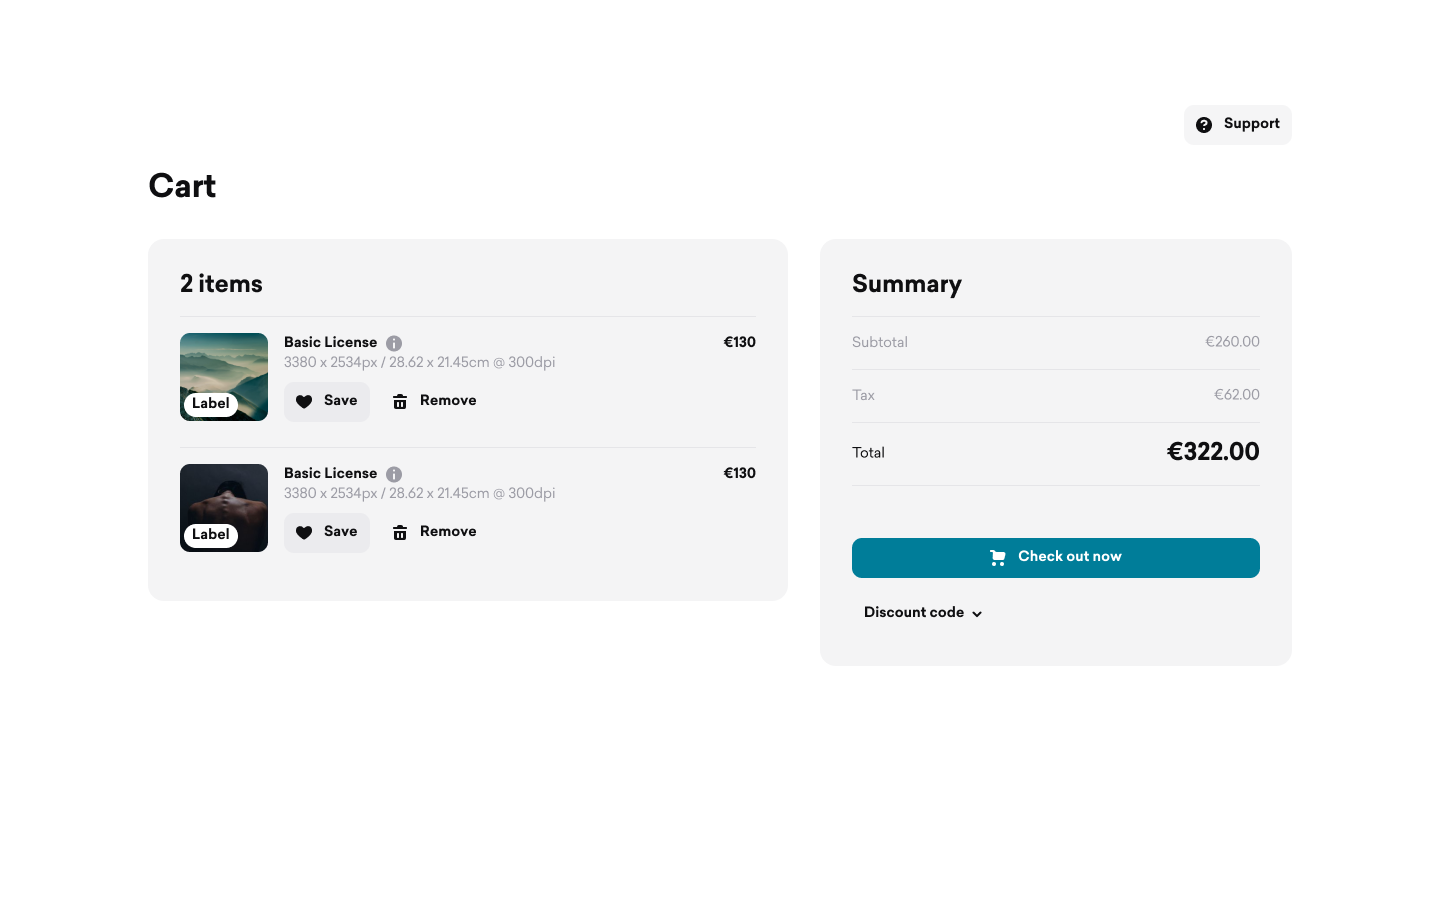 Support
Cart
2 items
Basic License
€130
3380 x 2534px / 28.62 x 21.45cm @ 300dpi
Save
Remove
Label
Basic License
€130
3380 x 2534px / 28.62 x 21.45cm @ 300dpi
Save
Remove
Label
Summary
Subtotal
€260.00
Tax
€62.00
Total
€322.00
Check out now
Discount code